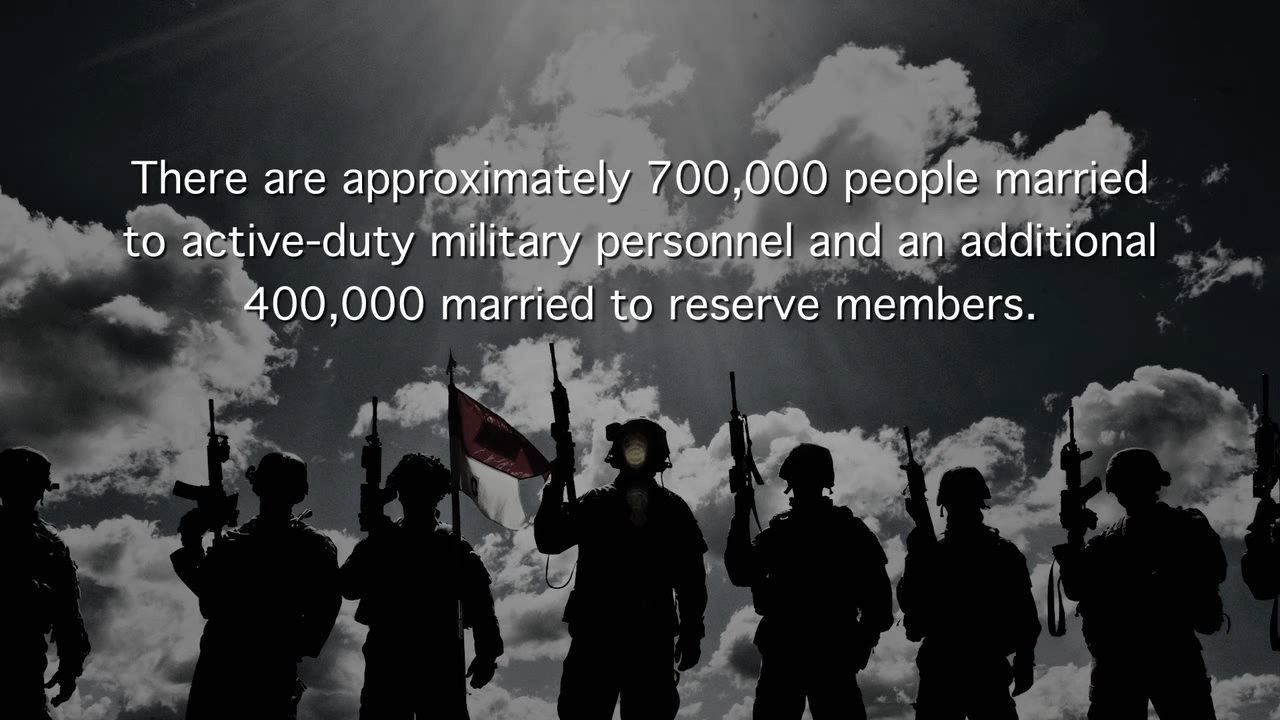 There are approximately 700,000 people married
to active-duty military personnel and an additional
400,000 married to reserve members.